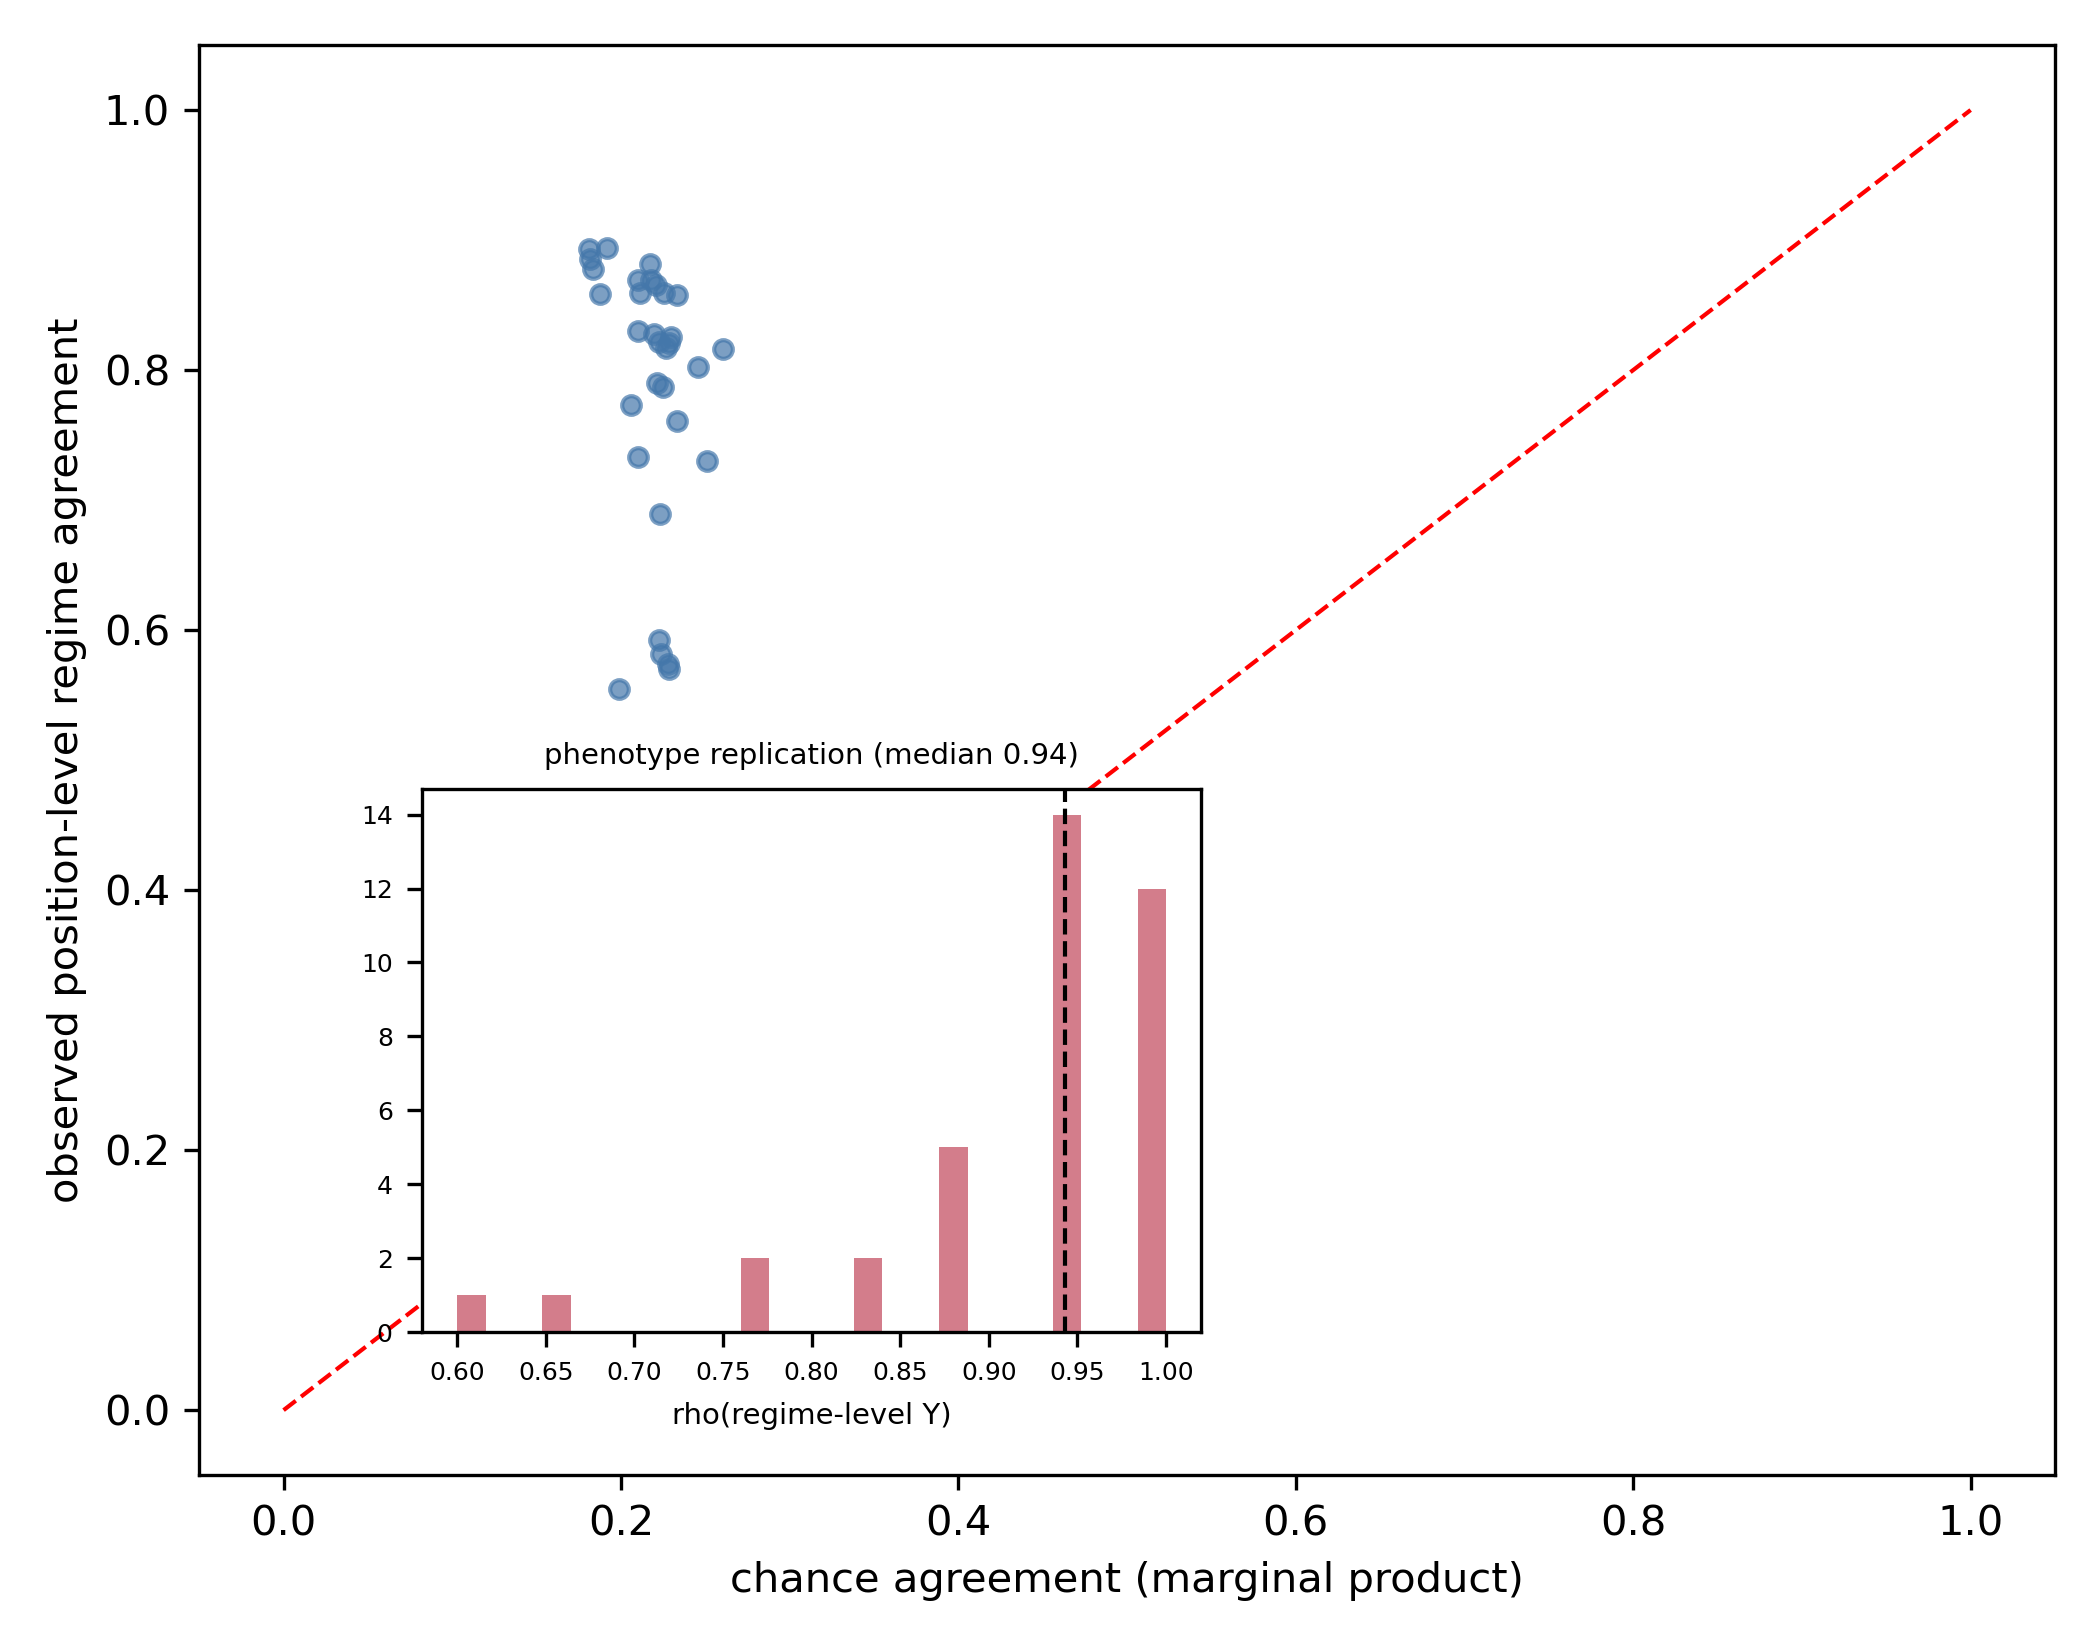 1.0
0.8
0.6
0.4
0.2
0.0
observed position-level regime agreement
phenotype replication (median 0.94)
14
12
10
8
6
4
2
0
0.60 0.65 0.70 0.75 0.80 0.85 0.90 0.95 1.00
rho(regime-level Y)
0.0 0.2 0.4 0.6 0.8 1.0
chance agreement (marginal product)